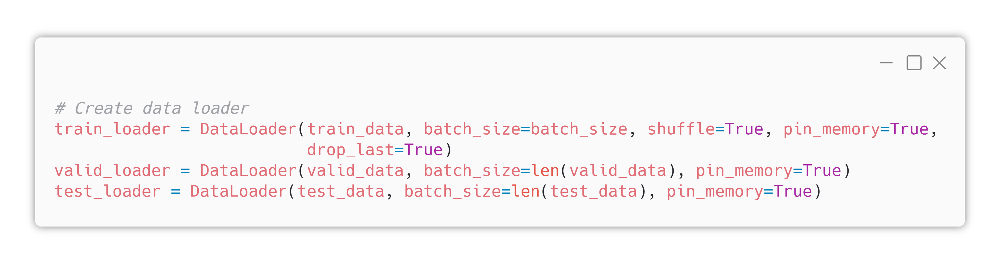 # Create data loader
train_loader = DataLoader(train_data, batch_size=batch_size, shuffle=True, pin_memory=True,
                          drop_last=True)
valid_loader = DataLoader(valid_data, batch_size=len(valid_data), pin_memory=True)
test_loader = DataLoader(test_data, batch_size=len(test_data), pin_memory=True)